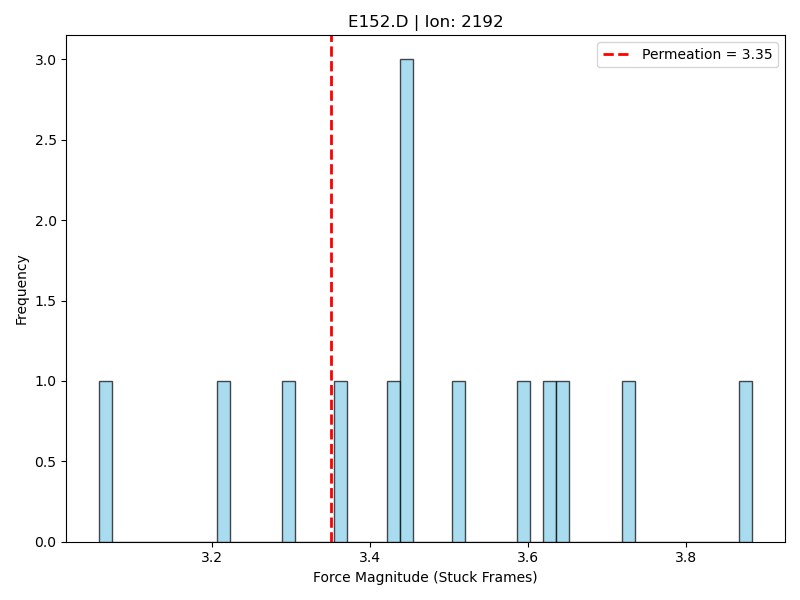 E152.D | Ion: 2192
Permeation = 3.35
3.0
2.5
2.0
1.5
1.0
0.5
0.0
Frequency
3.2
3.4
3.6
3.8
Force Magnitude (Stuck Frames)